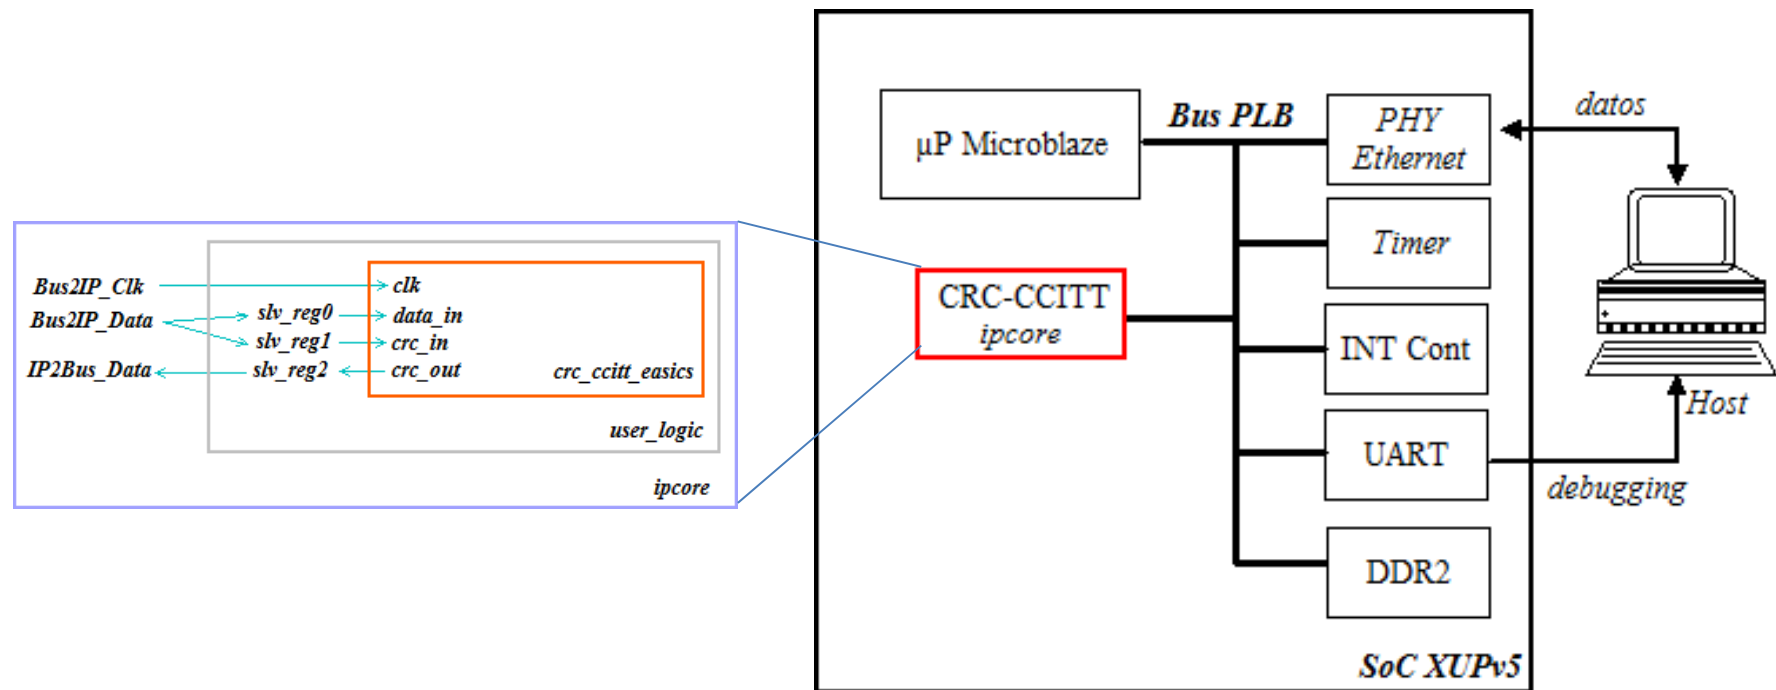 Bus2IP_Clk
clk
Bus2IP_Data
slv_reg0
data_in
slv_reg1
crc_in
IP2Bus_Data
slv_reg2
crc_out
crc_ccitt_easics
user_logic
ipcore
µP Microblaze
Bus PLB
PHY
Ethernet
datos
Timer
CRC-CCITT
ipcore
INT Cont
Host
UART
debugging
DDR2
SoC XUPv5